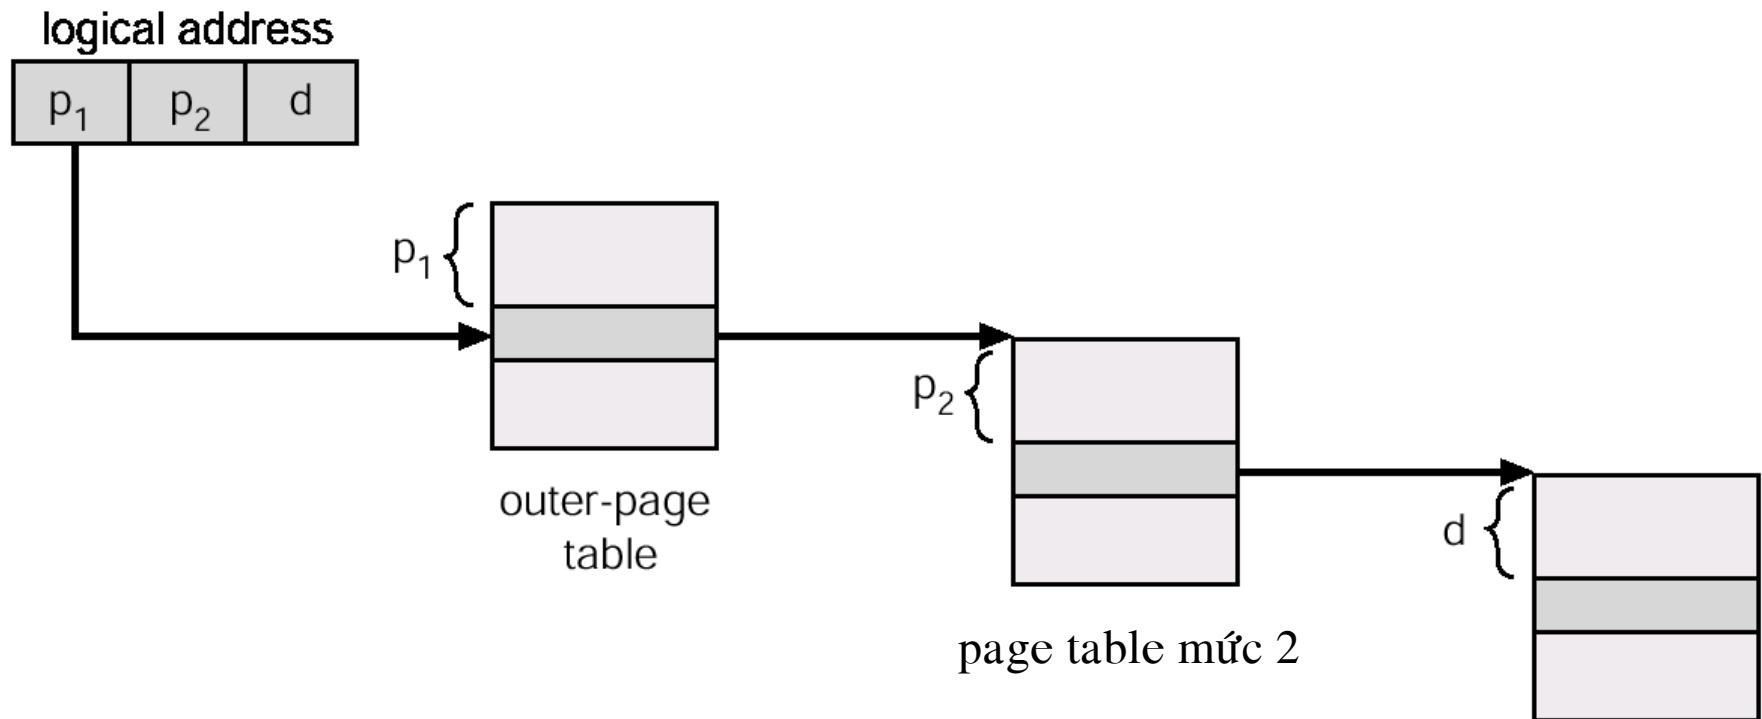 logical address
p₁ p₂ d
p₁
outer-page
table
p₂
page table mức 2
d